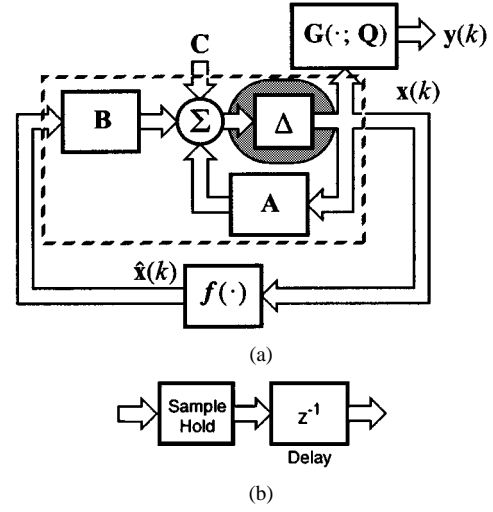 G(·; Q)
y(k)
C
x(k)
B
Σ
Δ
A
x̂(k)
f(·)
(a)
Sample
Hold
z⁻¹
Delay
(b)